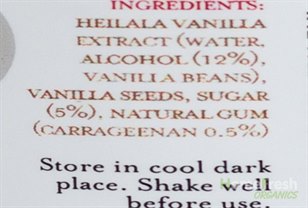 INGREDIENTS:
HEILALA VANILLA
EXTRACT (WATER,
ALCOHOL (12%),
VANILLA BEANS),
VANILLA SEEDS, SUGAR
(5%), NATURAL GUM
(CARRAGEENAN 0.5%)
Store in cool dark
place. Shake well
before use.
ORGANICS